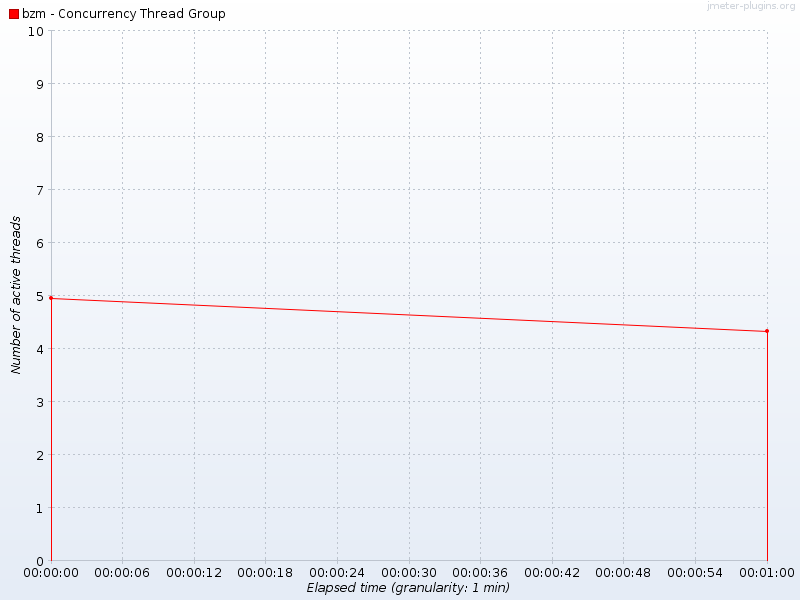 bzm - Concurrency Thread Group
jmeter-plugins.org
10
9
8
7
6
5
4
3
2
1
0
Number of active threads
00:00:00 00:00:06 00:00:12 00:00:18 00:00:24 00:00:30 00:00:36 00:00:42 00:00:48 00:00:54 00:01:00
Elapsed time (granularity: 1 min)